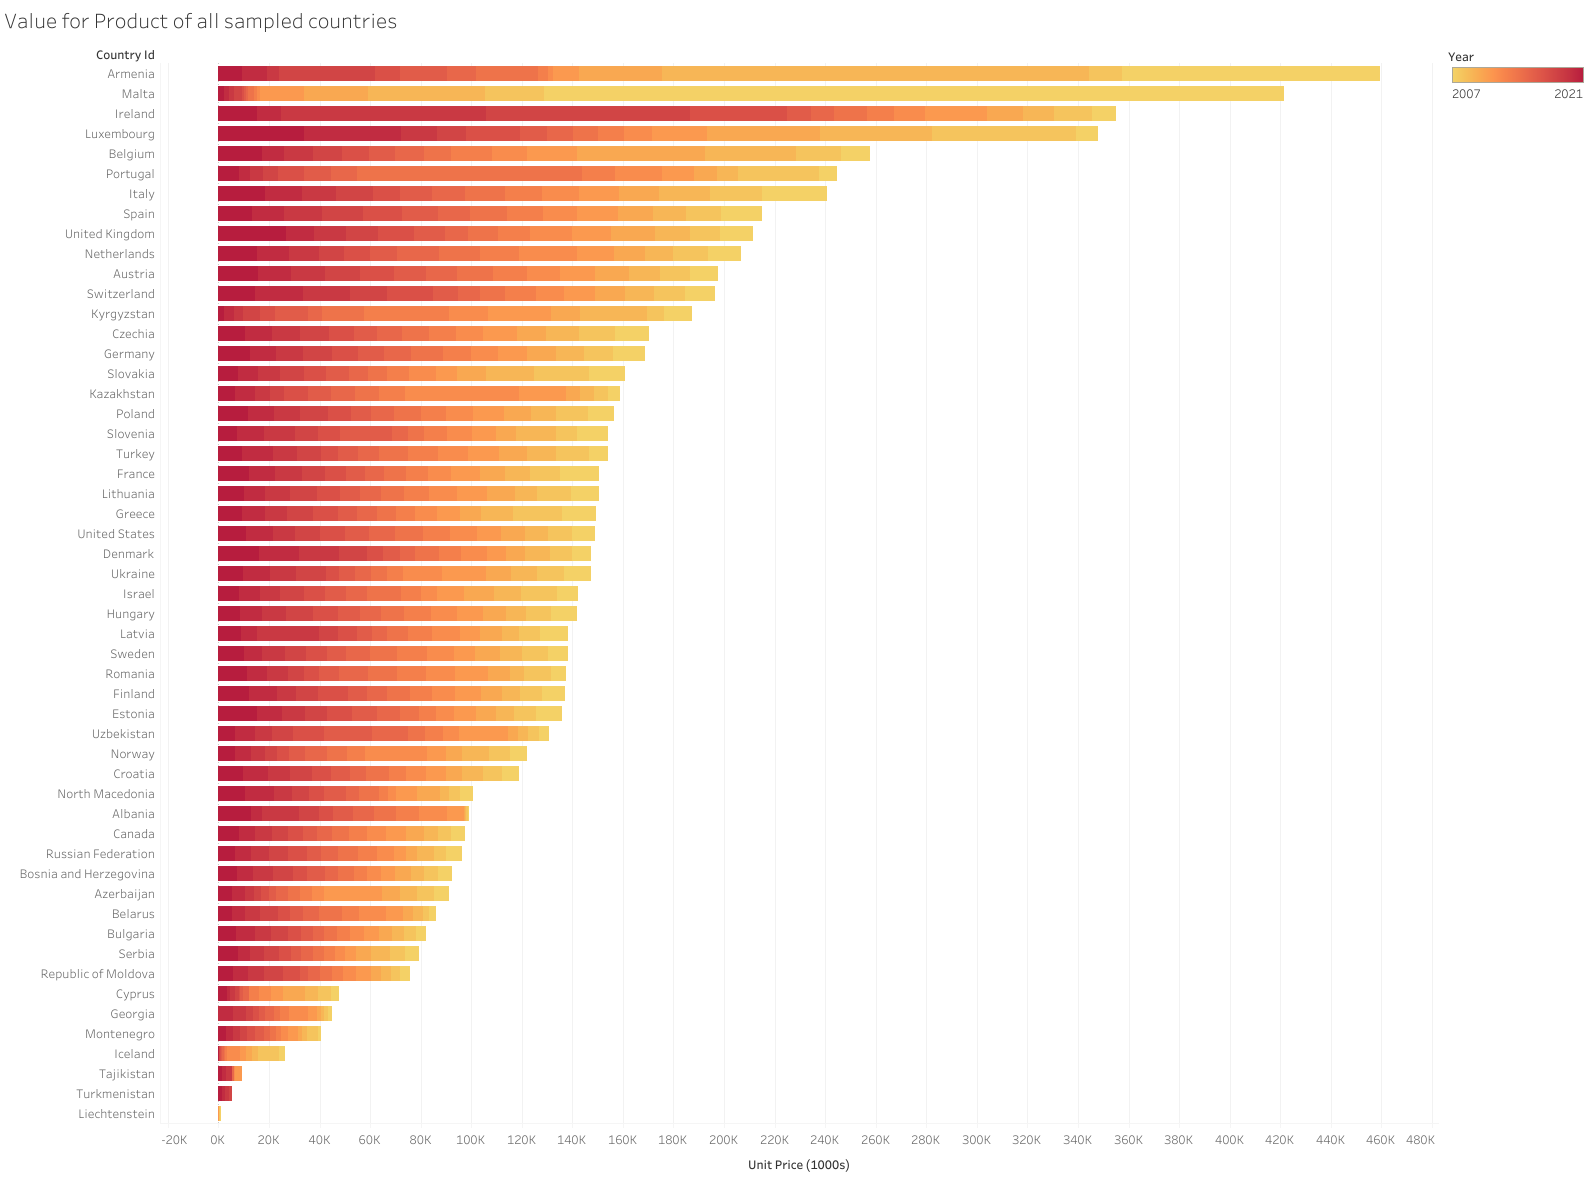 Value for Product of all sampled countries
Country Id
Year
2007 2021
Armenia
Malta
Ireland
Luxembourg
Belgium
Portugal
Italy
Spain
United Kingdom
Netherlands
Austria
Switzerland
Kyrgyzstan
Czechia
Germany
Slovakia
Kazakhstan
Poland
Slovenia
Turkey
France
Lithuania
Greece
United States
Denmark
Ukraine
Israel
Hungary
Latvia
Sweden
Romania
Finland
Estonia
Uzbekistan
Norway
Croatia
North Macedonia
Albania
Canada
Russian Federation
Bosnia and Herzegovina
Azerbaijan
Belarus
Bulgaria
Serbia
Republic of Moldova
Cyprus
Georgia
Montenegro
Iceland
Tajikistan
Turkmenistan
Liechtenstein
-20K 0K 20K 40K 60K 80K 100K 120K 140K 160K 180K 200K 220K 240K 260K 280K 300K 320K 340K 360K 380K 400K 420K 440K 460K 480K
Unit Price (1000s)